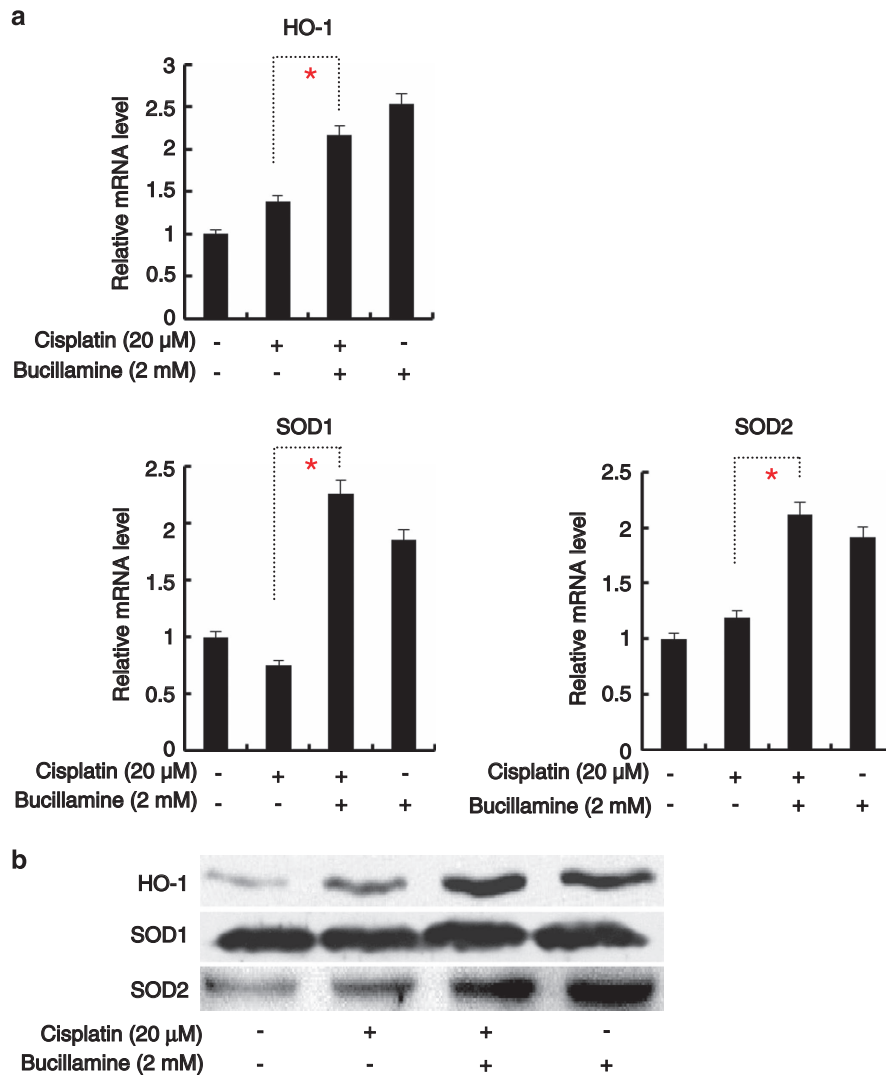 a
HO-1
3
2.5
2
1.5
1
0.5
0
Relative mRNA level
*
Cisplatin (20 µM) - + + -
Bucillamine (2 mM) - - + +
SOD1
2.5
2
1.5
1
0.5
0
Relative mRNA level
*
Cisplatin (20 µM) - + + -
Bucillamine (2 mM) - - + +
SOD2
2.5
2
1.5
1
0.5
0
Relative mRNA level
*
Cisplatin (20 µM) - + + -
Bucillamine (2 mM) - - + +
b
HO-1
SOD1
SOD2
Cisplatin (20 µM) - + + -
Bucillamine (2 mM) - - + +